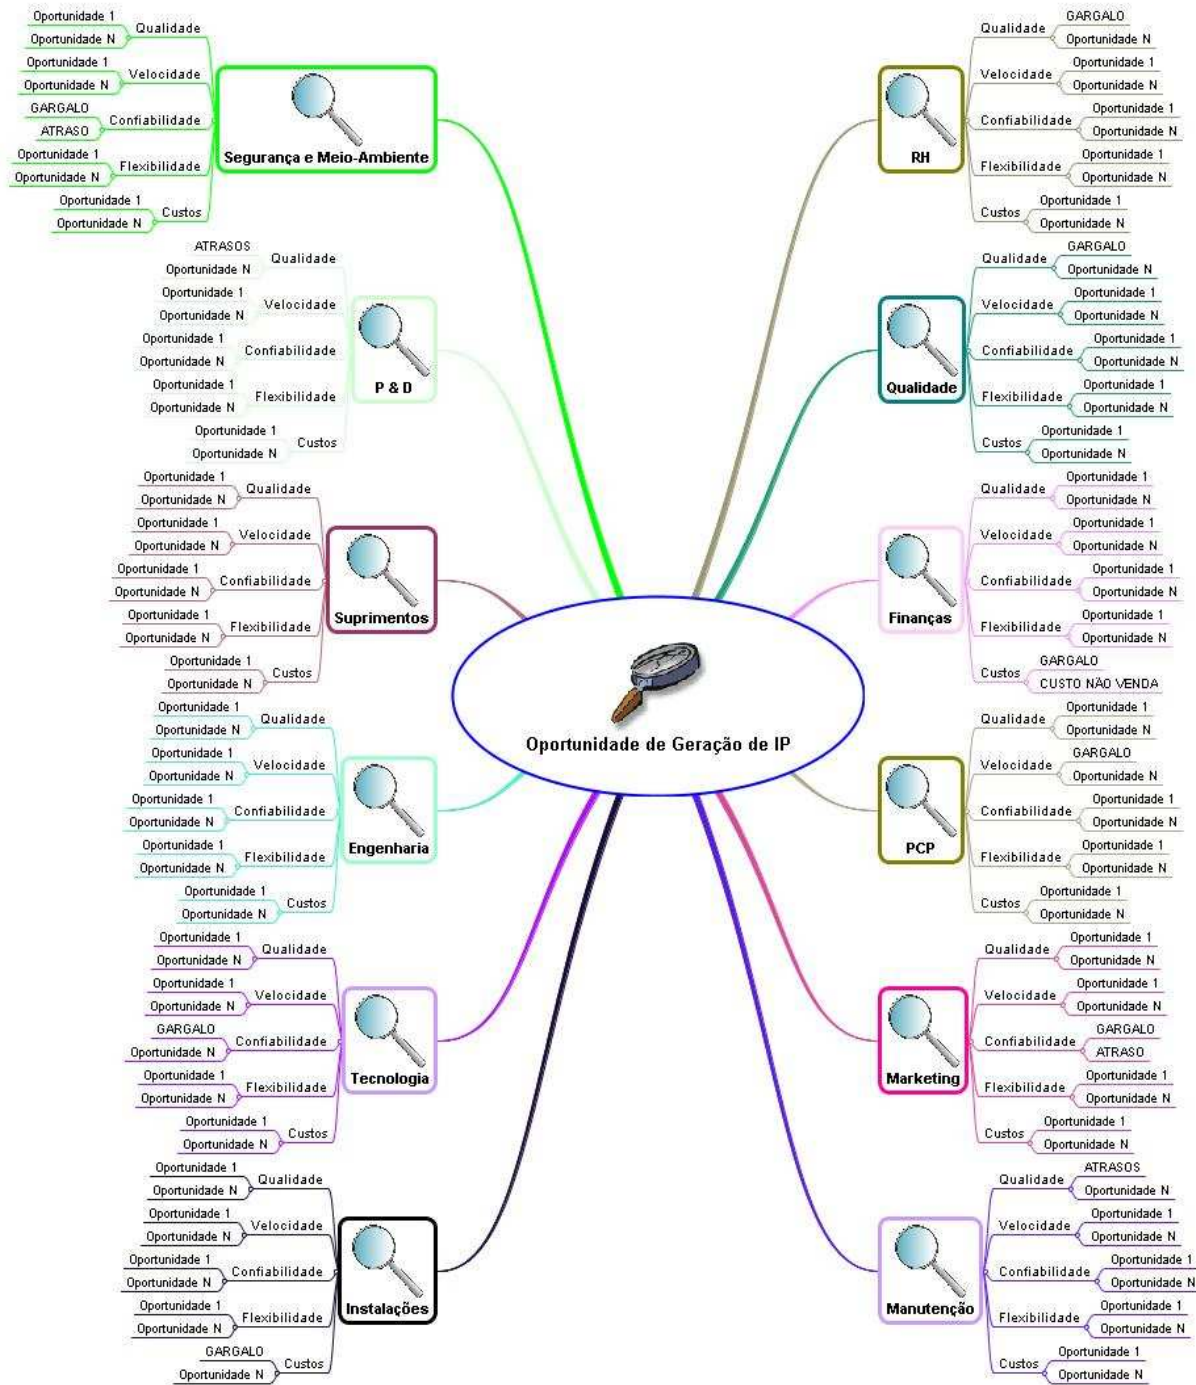 Oportunidade de Geração de IP
Segurança e Meio-Ambiente
Qualidade
Oportunidade 1
Oportunidade N
Velocidade
Oportunidade 1
Oportunidade N
Confiabilidade
GARGALO
ATRASO
Flexibilidade
Oportunidade 1
Oportunidade N
Custos
Oportunidade 1
Oportunidade N
P & D
Qualidade
ATRASOS
Oportunidade N
Velocidade
Oportunidade 1
Oportunidade N
Confiabilidade
Oportunidade 1
Oportunidade N
Flexibilidade
Oportunidade 1
Oportunidade N
Custos
Oportunidade 1
Oportunidade N
Suprimentos
Qualidade
Oportunidade 1
Oportunidade N
Velocidade
Oportunidade 1
Oportunidade N
Confiabilidade
Oportunidade 1
Oportunidade N
Flexibilidade
Oportunidade 1
Oportunidade N
Custos
Oportunidade 1
Oportunidade N
Engenharia
Qualidade
Oportunidade 1
Oportunidade N
Velocidade
Oportunidade 1
Oportunidade N
Confiabilidade
Oportunidade 1
Oportunidade N
Flexibilidade
Oportunidade 1
Oportunidade N
Custos
Oportunidade 1
Oportunidade N
Tecnologia
Qualidade
Oportunidade 1
Oportunidade N
Velocidade
Oportunidade 1
Oportunidade N
Confiabilidade
GARGALO
Oportunidade N
Flexibilidade
Oportunidade 1
Oportunidade N
Custos
Oportunidade 1
Oportunidade N
Instalações
Qualidade
Oportunidade 1
Oportunidade N
Velocidade
Oportunidade 1
Oportunidade N
Confiabilidade
Oportunidade 1
Oportunidade N
Flexibilidade
Oportunidade 1
Oportunidade N
Custos
GARGALO
Oportunidade N
RH
Qualidade
GARGALO
Oportunidade N
Velocidade
Oportunidade 1
Oportunidade N
Confiabilidade
Oportunidade 1
Oportunidade N
Flexibilidade
Oportunidade 1
Oportunidade N
Custos
Oportunidade 1
Oportunidade N
Qualidade
Qualidade
GARGALO
Oportunidade N
Velocidade
Oportunidade 1
Oportunidade N
Confiabilidade
Oportunidade 1
Oportunidade N
Flexibilidade
Oportunidade 1
Oportunidade N
Custos
Oportunidade 1
Oportunidade N
Finanças
Qualidade
Oportunidade 1
Oportunidade N
Velocidade
Oportunidade 1
Oportunidade N
Confiabilidade
Oportunidade 1
Oportunidade N
Flexibilidade
Oportunidade 1
Oportunidade N
Custos
GARGALO
CUSTO NÃO VENDA
PCP
Qualidade
Oportunidade 1
Oportunidade N
Velocidade
GARGALO
Oportunidade N
Confiabilidade
Oportunidade 1
Oportunidade N
Flexibilidade
Oportunidade 1
Oportunidade N
Custos
Oportunidade 1
Oportunidade N
Marketing
Qualidade
Oportunidade 1
Oportunidade N
Velocidade
Oportunidade 1
Oportunidade N
Confiabilidade
GARGALO
ATRASO
Flexibilidade
Oportunidade 1
Oportunidade N
Custos
Oportunidade 1
Oportunidade N
Manutenção
Qualidade
ATRASOS
Oportunidade N
Velocidade
Oportunidade 1
Oportunidade N
Confiabilidade
Oportunidade 1
Oportunidade N
Flexibilidade
Oportunidade 1
Oportunidade N
Custos
Oportunidade 1
Oportunidade N